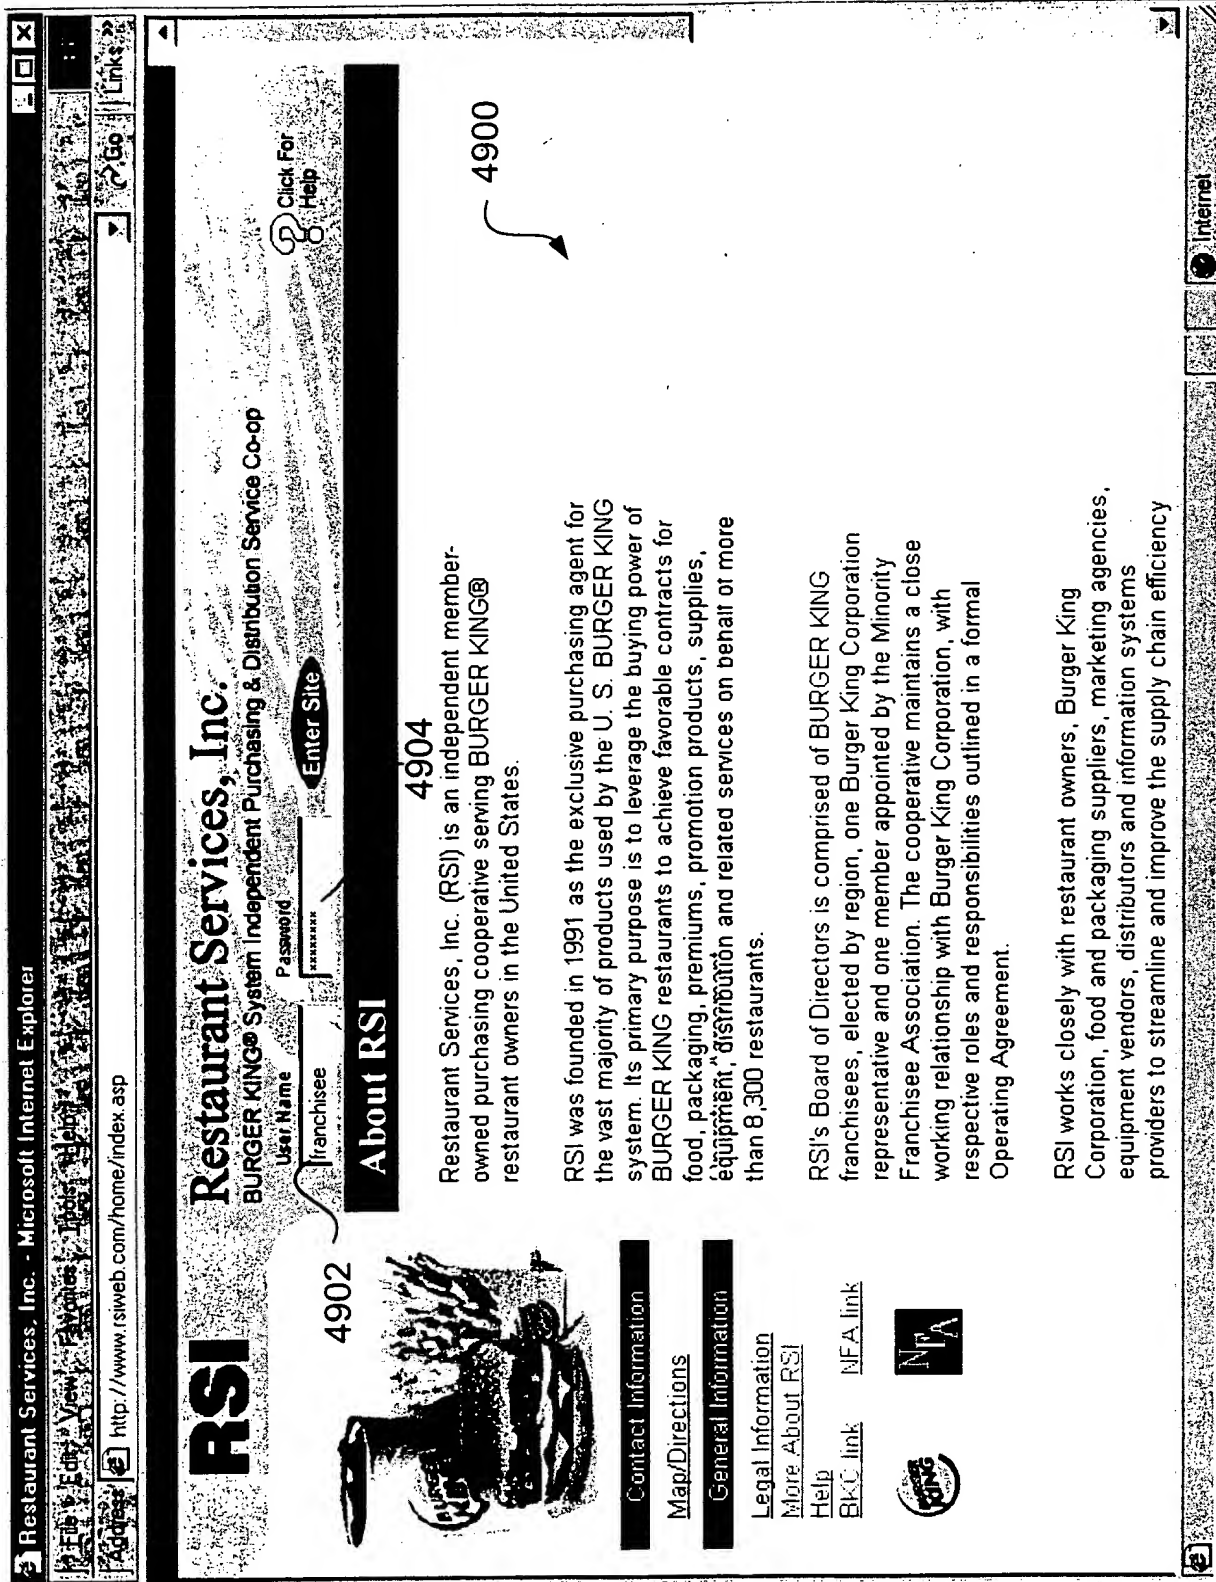 Restaurant Services, Inc. - Microsoft Internet Explorer
File Edit View Favorites Tools Help
Address http://www.rsiweb.com/home/index.asp Go Links »
RSI
Restaurant Services, Inc.
BURGER KING® System Independent Purchasing & Distribution Service Co-op
User Name Password
franchisee ******** Enter Site
Click For
Help
4902
4904
4900
About RSI
BURGER
Contact Information
Map/Directions
General Information
Legal Information
More About RSI
Help
BKC link NFA link
BURGER KING
NFA
Restaurant Services, Inc. (RSI) is an independent member-
owned purchasing cooperative serving BURGER KING®
restaurant owners in the United States.
RSI was founded in 1991 as the exclusive purchasing agent for
the vast majority of products used by the U. S. BURGER KING
system. Its primary purpose is to leverage the buying power of
BURGER KING restaurants to achieve favorable contracts for
food, packaging, premiums, promotion products, supplies,
equipment, distribution and related services on behalf of more
than 8,300 restaurants.
RSI's Board of Directors is comprised of BURGER KING
franchisees, elected by region, one Burger King Corporation
representative and one member appointed by the Minority
Franchisee Association. The cooperative maintains a close
working relationship with Burger King Corporation, with
respective roles and responsibilities outlined in a formal
Operating Agreement.
RSI works closely with restaurant owners, Burger King
Corporation, food and packaging suppliers, marketing agencies,
equipment vendors, distributors and information systems
providers to streamline and improve the supply chain efficiency
Internet